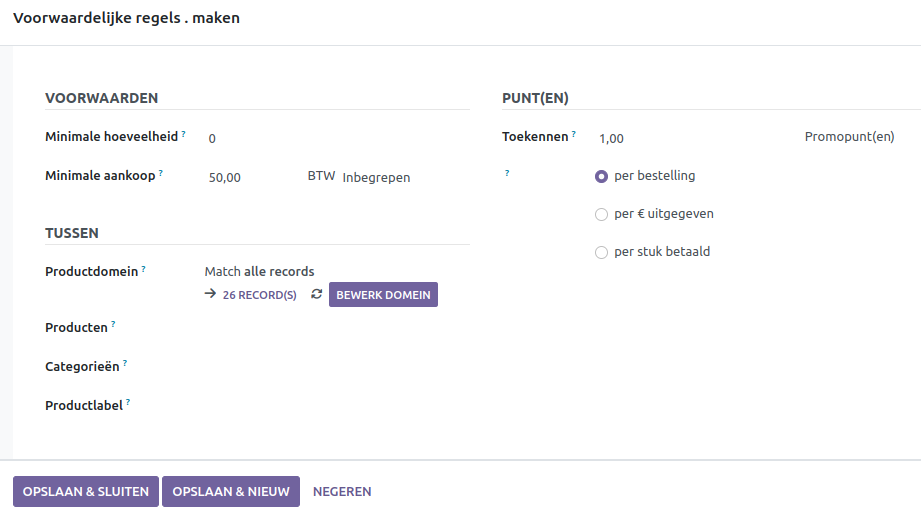 Voorwaardelijke regels . maken
VOORWAARDEN
Minimale hoeveelheid ? 0
Minimale aankoop ? 50,00 BTW Inbegrepen
TUSSEN
Productdomein ? Match alle records
→ 26 RECORD(S) BEWERK DOMEIN
Producten ?
Categorieën ?
Productlabel ?
PUNT(EN)
Toekennen ? 1,00 Promopunt(en)
? per bestelling
per € uitgegeven
per stuk betaald
OPSLAAN & SLUITEN OPSLAAN & NIEUW NEGEREN